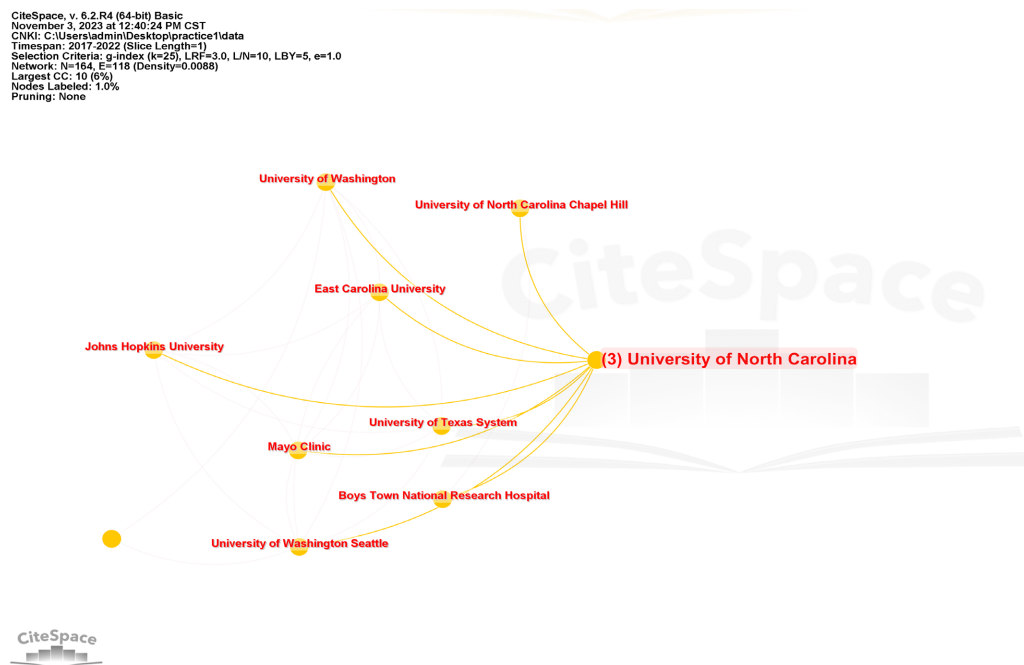 CiteSpace, v. 6.2.R4 (64-bit) Basic
November 3, 2023 at 12:40:24 PM CST
CNKI: C:\Users\admin\Desktop\practice1\data
Timespan: 2017-2022 (Slice Length=1)
Selection Criteria: g-index (k=25), LRF=3.0, L/N=10, LBY=5, e=1.0
Network: N=164, E=118 (Density=0.0088)
Largest CC: 10 (6%)
Nodes Labeled: 1.0%
Pruning: None
University of Washington
University of North Carolina Chapel Hill
CiteSpace
East Carolina University
Johns Hopkins University
(3) University of North Carolina
University of Texas System
Mayo Clinic
Boys Town National Research Hospital
University of Washington Seattle
CiteSpace